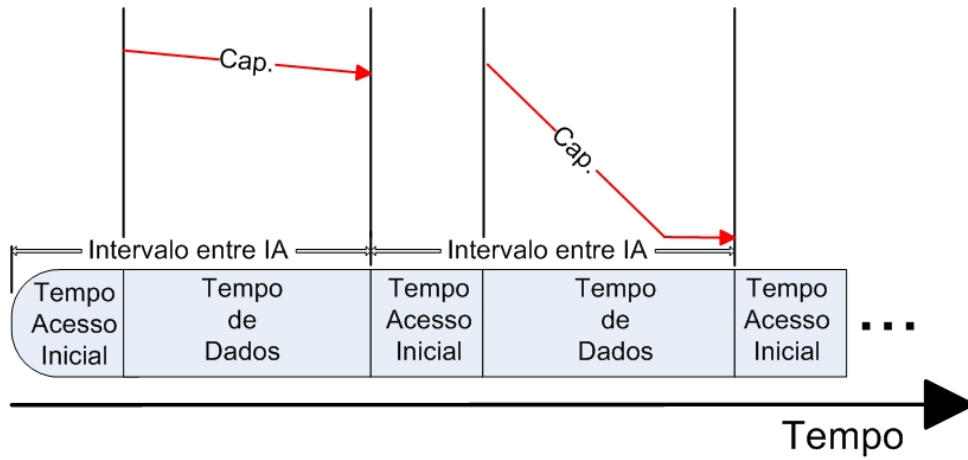 Cap.
Cap.
Intervalo entre IA
Intervalo entre IA
Tempo
Acesso
Inicial
Tempo
de
Dados
Tempo
Acesso
Inicial
Tempo
de
Dados
Tempo
Acesso
Inicial
...
Tempo